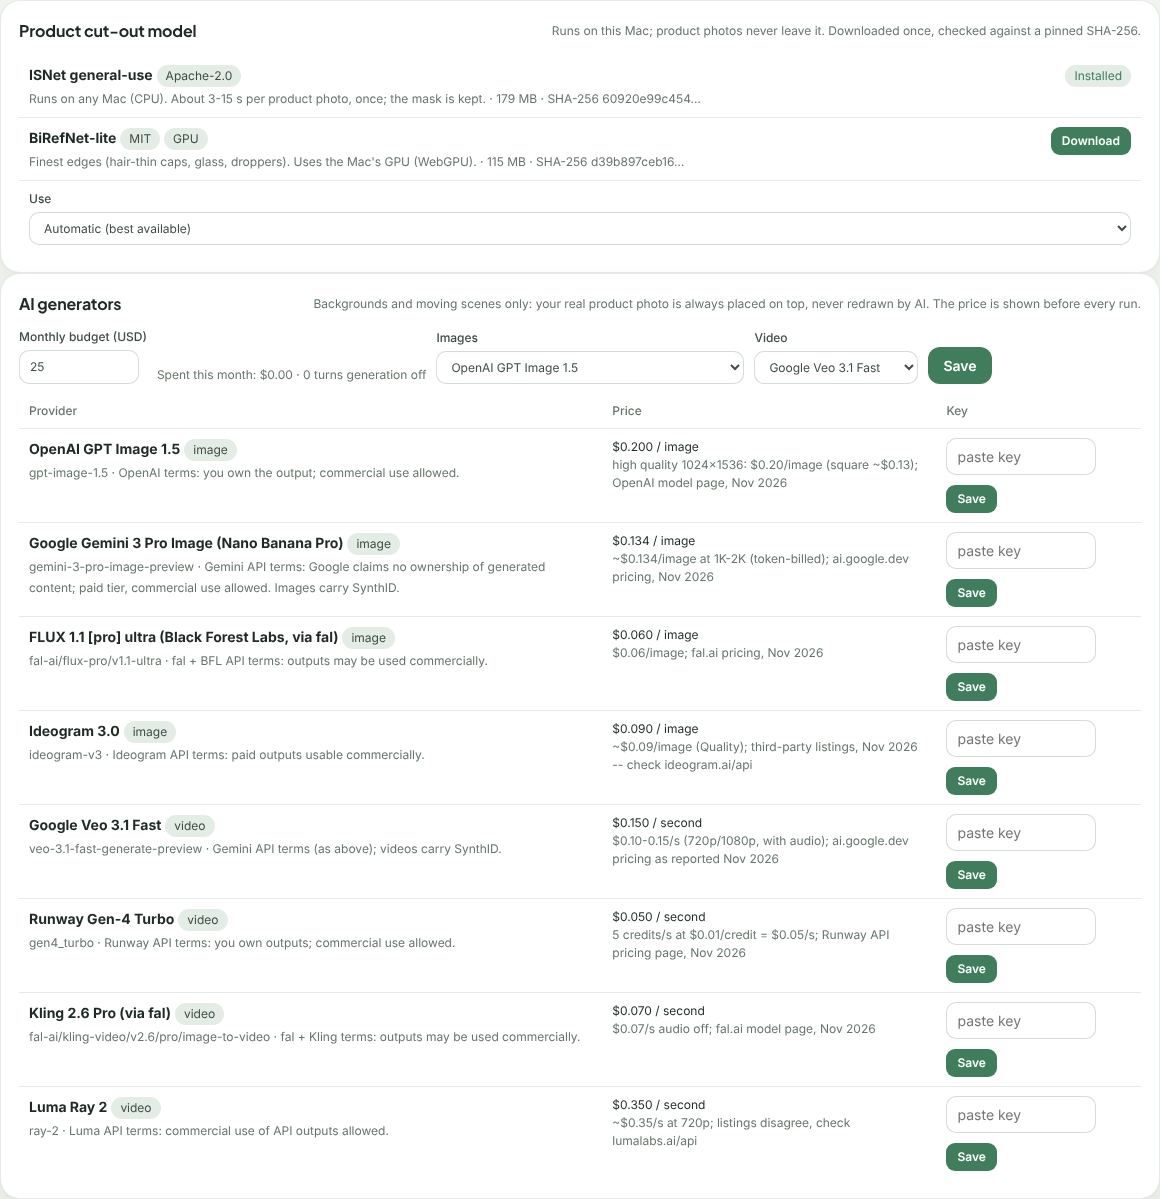 Product cut-out model
Runs on this Mac; product photos never leave it. Downloaded once, checked against a pinned SHA-256.
ISNet general-use Apache-2.0
Installed
Runs on any Mac (CPU). About 3-15 s per product photo, once; the mask is kept. · 179 MB · SHA-256 60920e99c454…
BiRefNet-lite MIT GPU
Download
Finest edges (hair-thin caps, glass, droppers). Uses the Mac's GPU (WebGPU). · 115 MB · SHA-256 d39b897ceb16…
Use
Automatic (best available)
AI generators
Backgrounds and moving scenes only: your real product photo is always placed on top, never redrawn by AI. The price is shown before every run.
Monthly budget (USD)
25
Spent this month: $0.00 · 0 turns generation off
Images
OpenAI GPT Image 1.5
Video
Google Veo 3.1 Fast
Save
Provider
Price
Key
OpenAI GPT Image 1.5 image
gpt-image-1.5 · OpenAI terms: you own the output; commercial use allowed.
$0.200 / image
high quality 1024×1536: $0.20/image (square ~$0.13);
OpenAI model page, Nov 2026
paste key
Save
Google Gemini 3 Pro Image (Nano Banana Pro) image
gemini-3-pro-image-preview · Gemini API terms: Google claims no ownership of generated
content; paid tier, commercial use allowed. Images carry SynthID.
$0.134 / image
~$0.134/image at 1K-2K (token-billed); ai.google.dev
pricing, Nov 2026
paste key
Save
FLUX 1.1 [pro] ultra (Black Forest Labs, via fal) image
fal-ai/flux-pro/v1.1-ultra · fal + BFL API terms: outputs may be used commercially.
$0.060 / image
$0.06/image; fal.ai pricing, Nov 2026
paste key
Save
Ideogram 3.0 image
ideogram-v3 · Ideogram API terms: paid outputs usable commercially.
$0.090 / image
~$0.09/image (Quality); third-party listings, Nov 2026
-- check ideogram.ai/api
paste key
Save
Google Veo 3.1 Fast video
veo-3.1-fast-generate-preview · Gemini API terms (as above); videos carry SynthID.
$0.150 / second
$0.10-0.15/s (720p/1080p, with audio); ai.google.dev
pricing as reported Nov 2026
paste key
Save
Runway Gen-4 Turbo video
gen4_turbo · Runway API terms: you own outputs; commercial use allowed.
$0.050 / second
5 credits/s at $0.01/credit = $0.05/s; Runway API
pricing page, Nov 2026
paste key
Save
Kling 2.6 Pro (via fal) video
fal-ai/kling-video/v2.6/pro/image-to-video · fal + Kling terms: outputs may be used commercially.
$0.070 / second
$0.07/s audio off; fal.ai model page, Nov 2026
paste key
Save
Luma Ray 2 video
ray-2 · Luma API terms: commercial use of API outputs allowed.
$0.350 / second
~$0.35/s at 720p; listings disagree, check
lumalabs.ai/api
paste key
Save